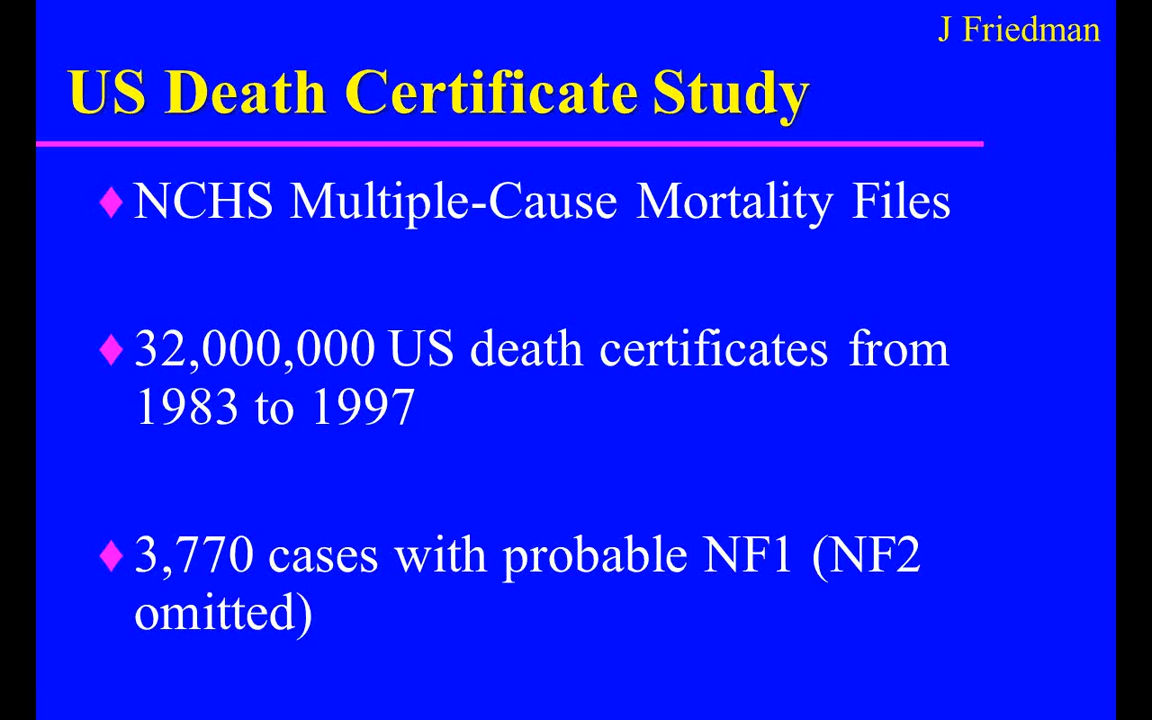 J Friedman
US Death Certificate Study
♦NCHS Multiple-Cause Mortality Files
♦32,000,000 US death certificates from
1983 to 1997
♦3,770 cases with probable NF1 (NF2
omitted)